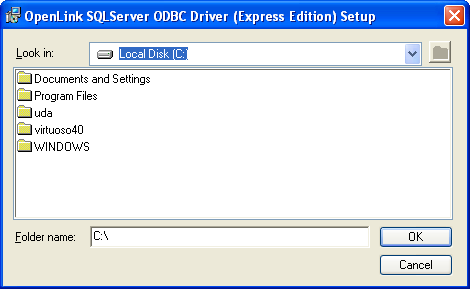 OpenLink SQLServer ODBC Driver (Express Edition) Setup
Look in: Local Disk (C:)
Documents and Settings
Program Files
uda
virtuoso40
WINDOWS
Folder name: C:\ OK
Cancel